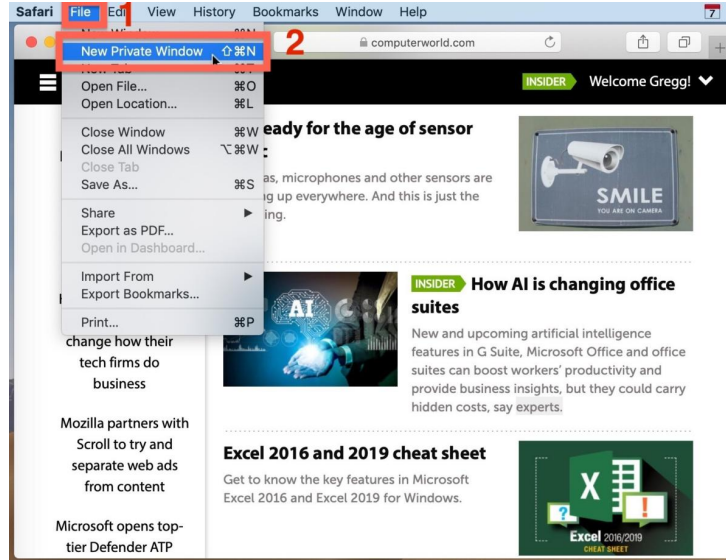 Safari File Edit View History Bookmarks Window Help 7
1
2
computerworld.com
New Private Window ⇧⌘N
Open File... ⌘O
Open Location... ⌘L
Close Window ⌘W
Close All Windows ⌥⌘W
Close Tab
Save As... ⌘S
Share
Export as PDF...
Open in Dashboard...
Import From
Export Bookmarks...
Print... ⌘P
INSIDER Welcome Gregg!
eady for the age of sensor
as, microphones and other sensors are
g up everywhere. And this is just the
ing.
SMILE
YOU ARE ON CAMERA
AI
INSIDER How AI is changing office
suites
New and upcoming artificial intelligence
features in G Suite, Microsoft Office and office
suites can boost workers' productivity and
provide business insights, but they could carry
hidden costs, say experts.
change how their
tech firms do
business
Mozilla partners with
Scroll to try and
separate web ads
from content
Microsoft opens top-
tier Defender ATP
Excel 2016 and 2019 cheat sheet
Get to know the key features in Microsoft
Excel 2016 and Excel 2019 for Windows.
X
?
!
Excel 2016/2019
CHEAT SHEET